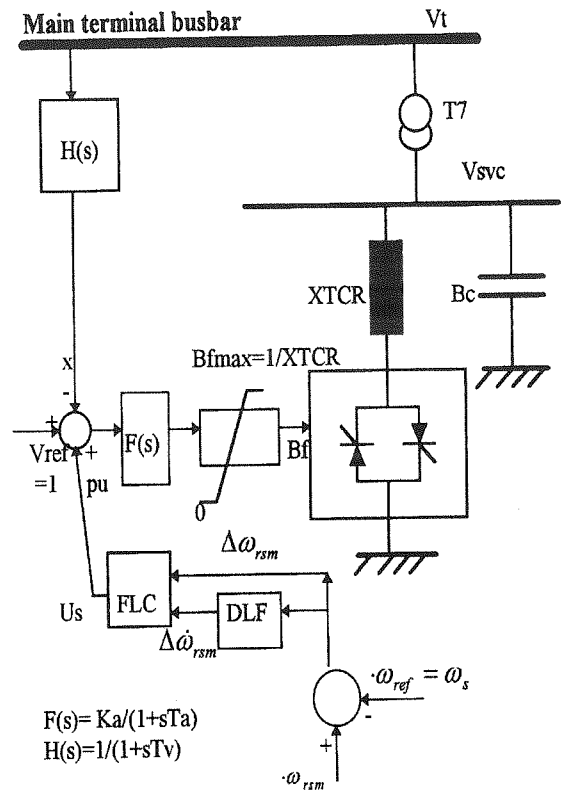 Main terminal busbar
Vt
T7
H(s)
Vsvc
XTCR
Bc
x
Bfmax=1/XTCR
-
+
F(s)
Bf
Vref
+
=1
pu
0
Δω_rsm
Us
FLC
DLF
Δω̇_rsm
·ω_ref = ω_s
-
F(s)= Ka/(1+sTa)
H(s)=1/(1+sTv)
+
·ω_rsm